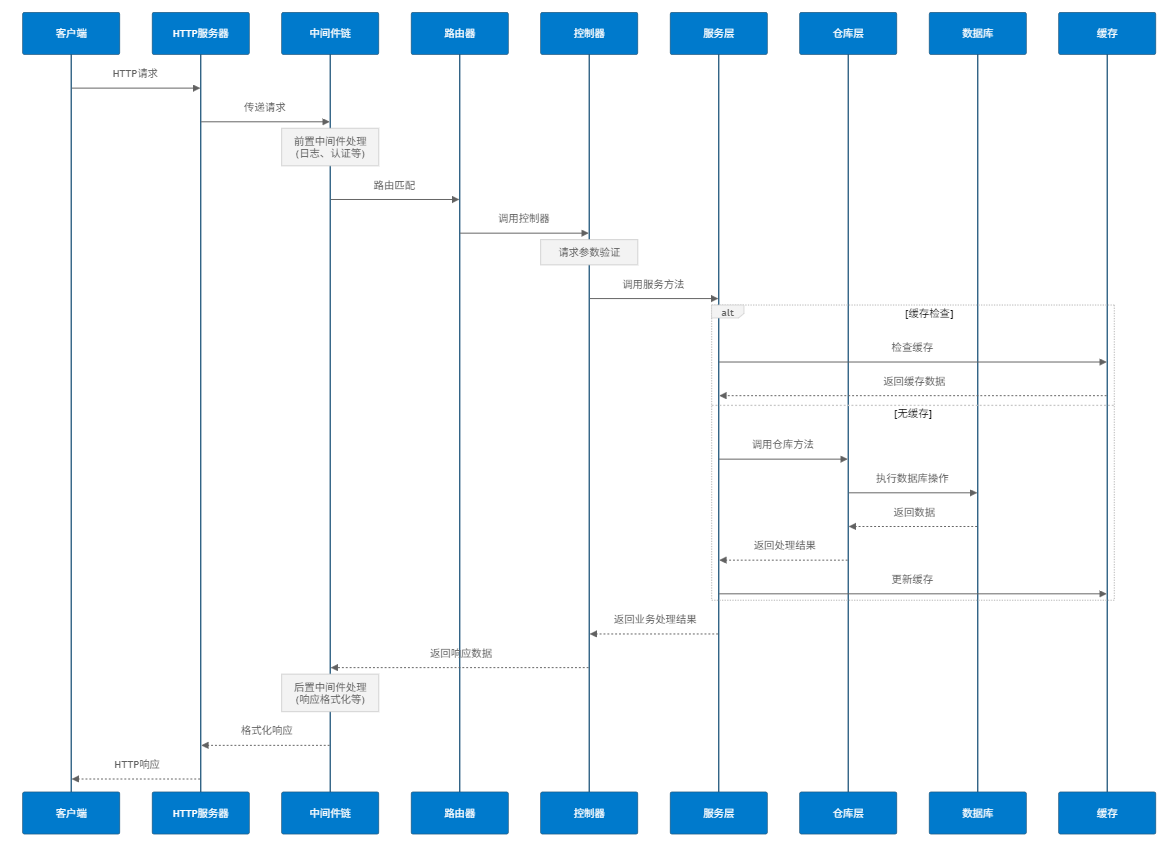 客户端
HTTP服务器
中间件链
路由器
控制器
服务层
仓库层
数据库
缓存
HTTP请求
传递请求
前置中间件处理
(日志、认证等)
路由匹配
调用控制器
请求参数验证
调用服务方法
alt
[缓存检查]
检查缓存
返回缓存数据
[无缓存]
调用仓库方法
执行数据库操作
返回数据
返回处理结果
更新缓存
返回业务处理结果
返回响应数据
后置中间件处理
(响应格式化等)
格式化响应
HTTP响应
客户端
HTTP服务器
中间件链
路由器
控制器
服务层
仓库层
数据库
缓存